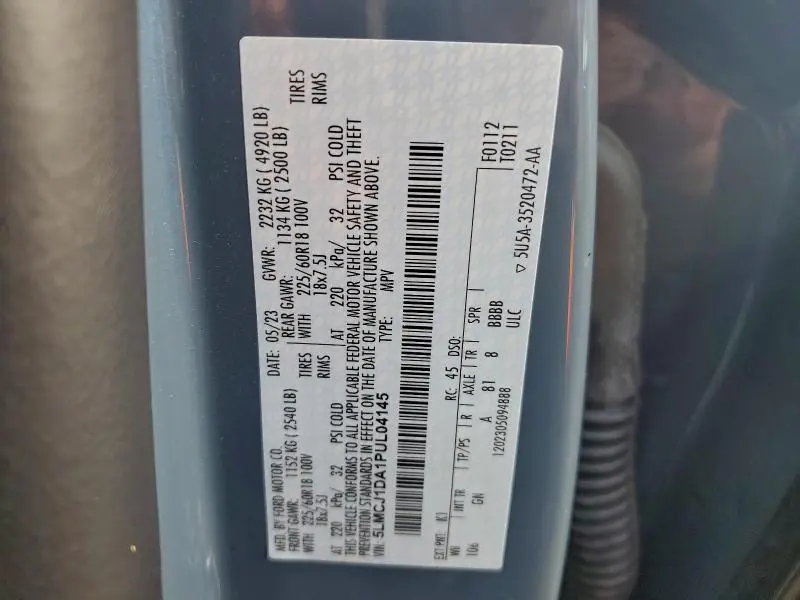 MFD. BY FORD MOTOR CO.
DATE: 05/23 GVWR: 2232 KG ( 4920 LB)
FRONT GAWR: 1152 KG ( 2540 LB) REAR GAWR: 1134 KG ( 2500 LB)
WITH 225/60R18 100V TIRES WITH 225/60R18 100V TIRES
18x7.5J RIMS 18x7.5J RIMS
AT 220 kPa/ 32 PSI COLD AT 220 kPa/ 32 PSI COLD
THIS VEHICLE CONFORMS TO ALL APPLICABLE FEDERAL MOTOR VEHICLE SAFETY AND THEFT
PREVENTION STANDARDS IN EFFECT ON THE DATE OF MANUFACTURE SHOWN ABOVE.
VIN: 5LMCJ1DA1PUL04145 TYPE: MPV
EXT PNT: K1 RC: 45 DSO: F0112
WB INT TR TP/PS R AXLE TR SPR T0211
106 GN A 81 8 BBBB
ULC
1202305094888 ▽ 5U5A-3520472-AA